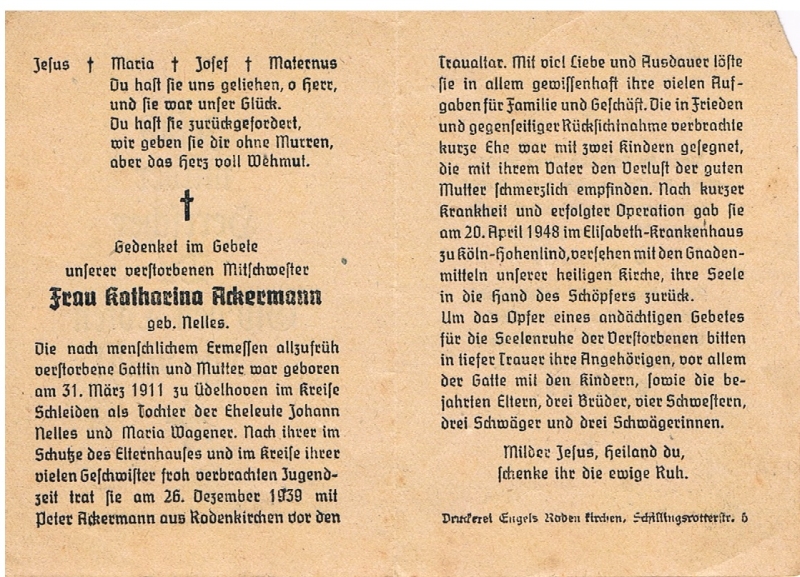 Jesus † Maria † Josef † Maternus
Du hast sie uns geliehen, o Herr,
und sie war unser Glück.
Du hast sie zurückgefordert,
wir geben sie dir ohne Murren,
aber das Herz voll Wehmut.
†
Gedenket im Gebete
unserer verstorbenen Mitschwester
Frau Katharina Ackermann
geb. Nelles.
Die nach menschlichem Ermessen allzufrüh
verstorbene Gattin und Mutter war geboren
am 31. März 1911 zu Üdelhoven im Kreise
Schleiden als Tochter der Eheleute Johann
Nelles und Maria Wagener. Nach ihrer im
Schutze des Elternhauses und im Kreise ihrer
vielen Geschwister froh verbrachten Jugend-
zeit trat sie am 26. Dezember 1939 mit
Peter Ackermann aus Rodenkirchen vor den
Traualtar. Mit viel Liebe und Ausdauer löste
sie in allem gewissenhaft ihre vielen Auf-
gaben für Familie und Geschäft. Die in Frieden
und gegenseitiger Rücksichtnahme verbrachte
kurze Ehe war mit zwei Kindern gesegnet,
die mit ihrem Vater den Verlust der guten
Mutter schmerzlich empfinden. Nach kurzer
Krankheit und erfolgter Operation gab sie
am 20. April 1948 im Elisabeth-Krankenhaus
zu Köln-Hohenlind, versehen mit den Gnaden-
mitteln unserer heiligen Kirche, ihre Seele
in die Hand des Schöpfers zurück.
Um das Opfer eines andächtigen Gebetes
für die Seelenruhe der Verstorbenen bitten
in tiefer Trauer ihre Angehörigen, vor allem
der Gatte mit den Kindern, sowie die be-
jahrten Eltern, drei Brüder, vier Schwestern,
drei Schwäger und drei Schwägerinnen.
Milder Jesus, Heiland du,
schenke ihr die ewige Ruh.
Druckerei Engels Roden kirchen, Schillingsrotterstr. 6